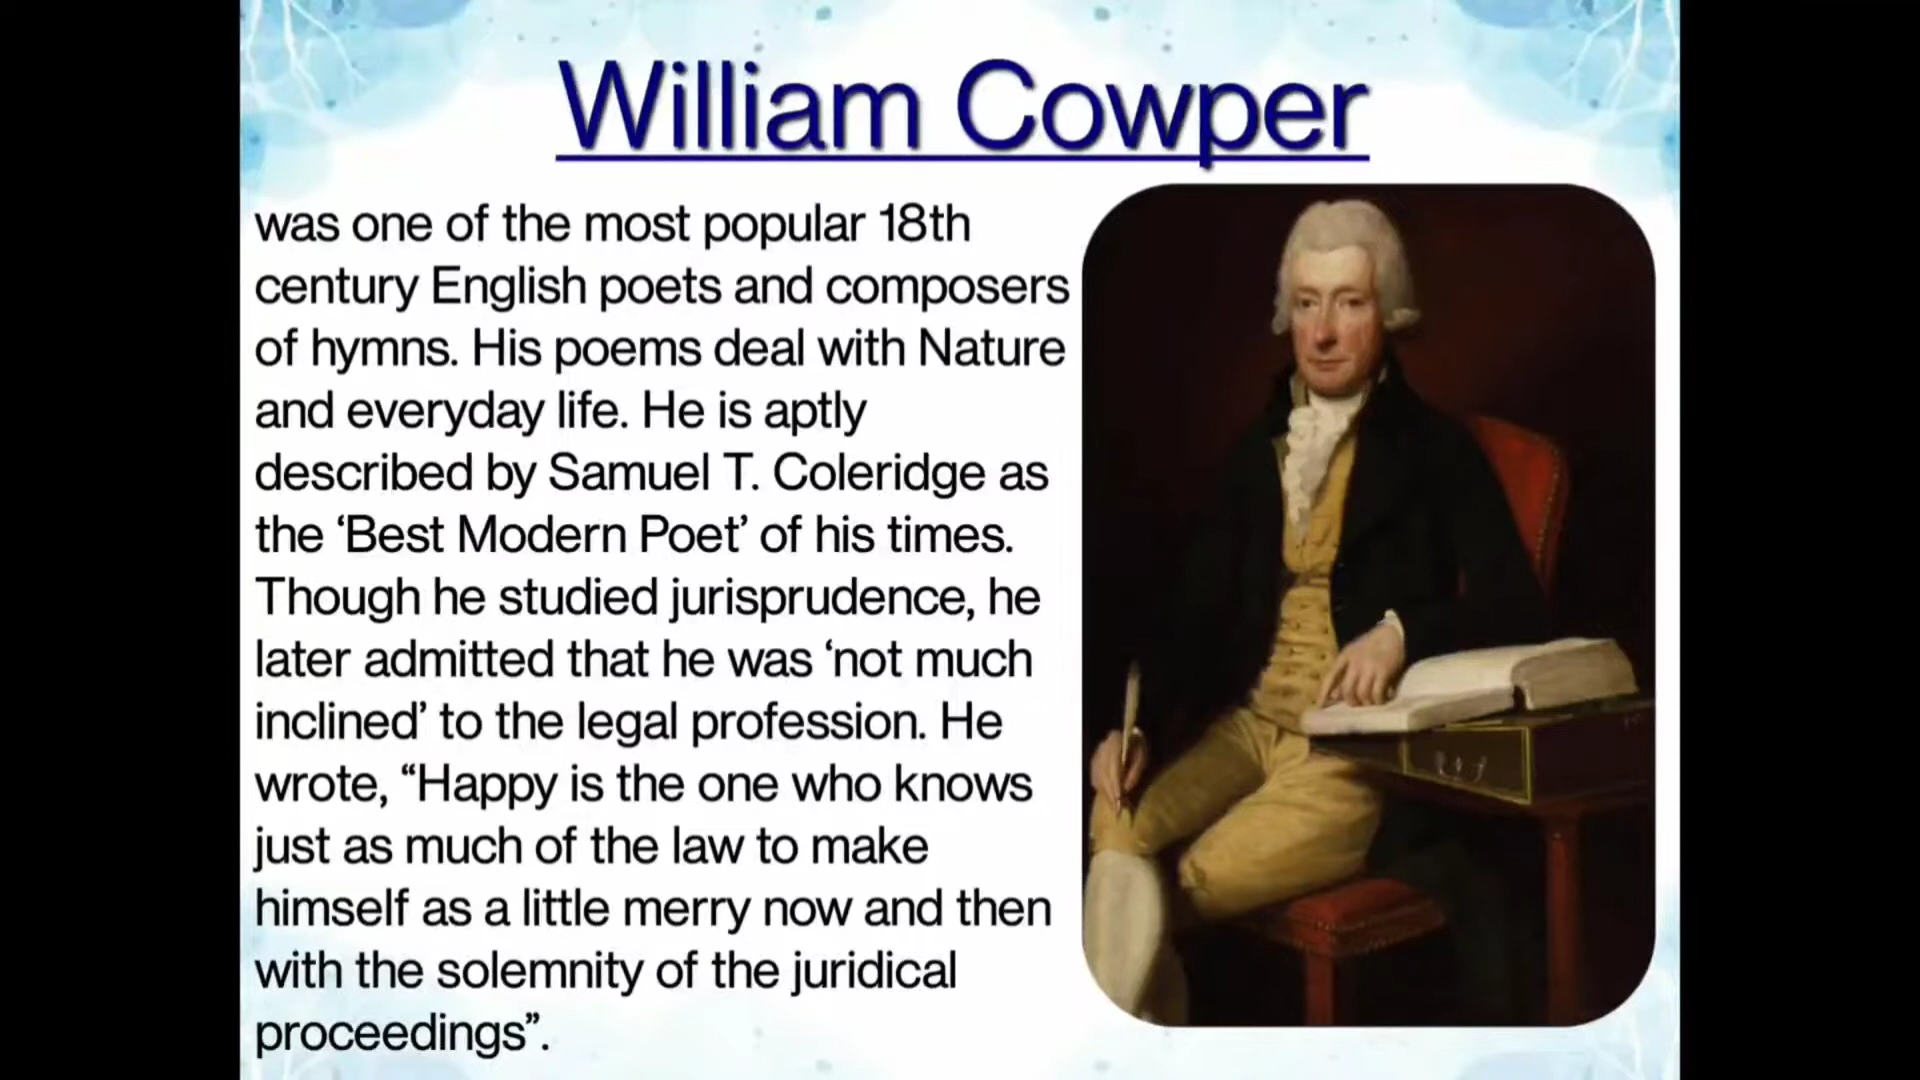 William Cowper
was one of the most popular 18th
century English poets and composers
of hymns. His poems deal with Nature
and everyday life. He is aptly
described by Samuel T. Coleridge as
the ‘Best Modern Poet’ of his times.
Though he studied jurisprudence, he
later admitted that he was ‘not much
inclined’ to the legal profession. He
wrote, “Happy is the one who knows
just as much of the law to make
himself as a little merry now and then
with the solemnity of the juridical
proceedings”.